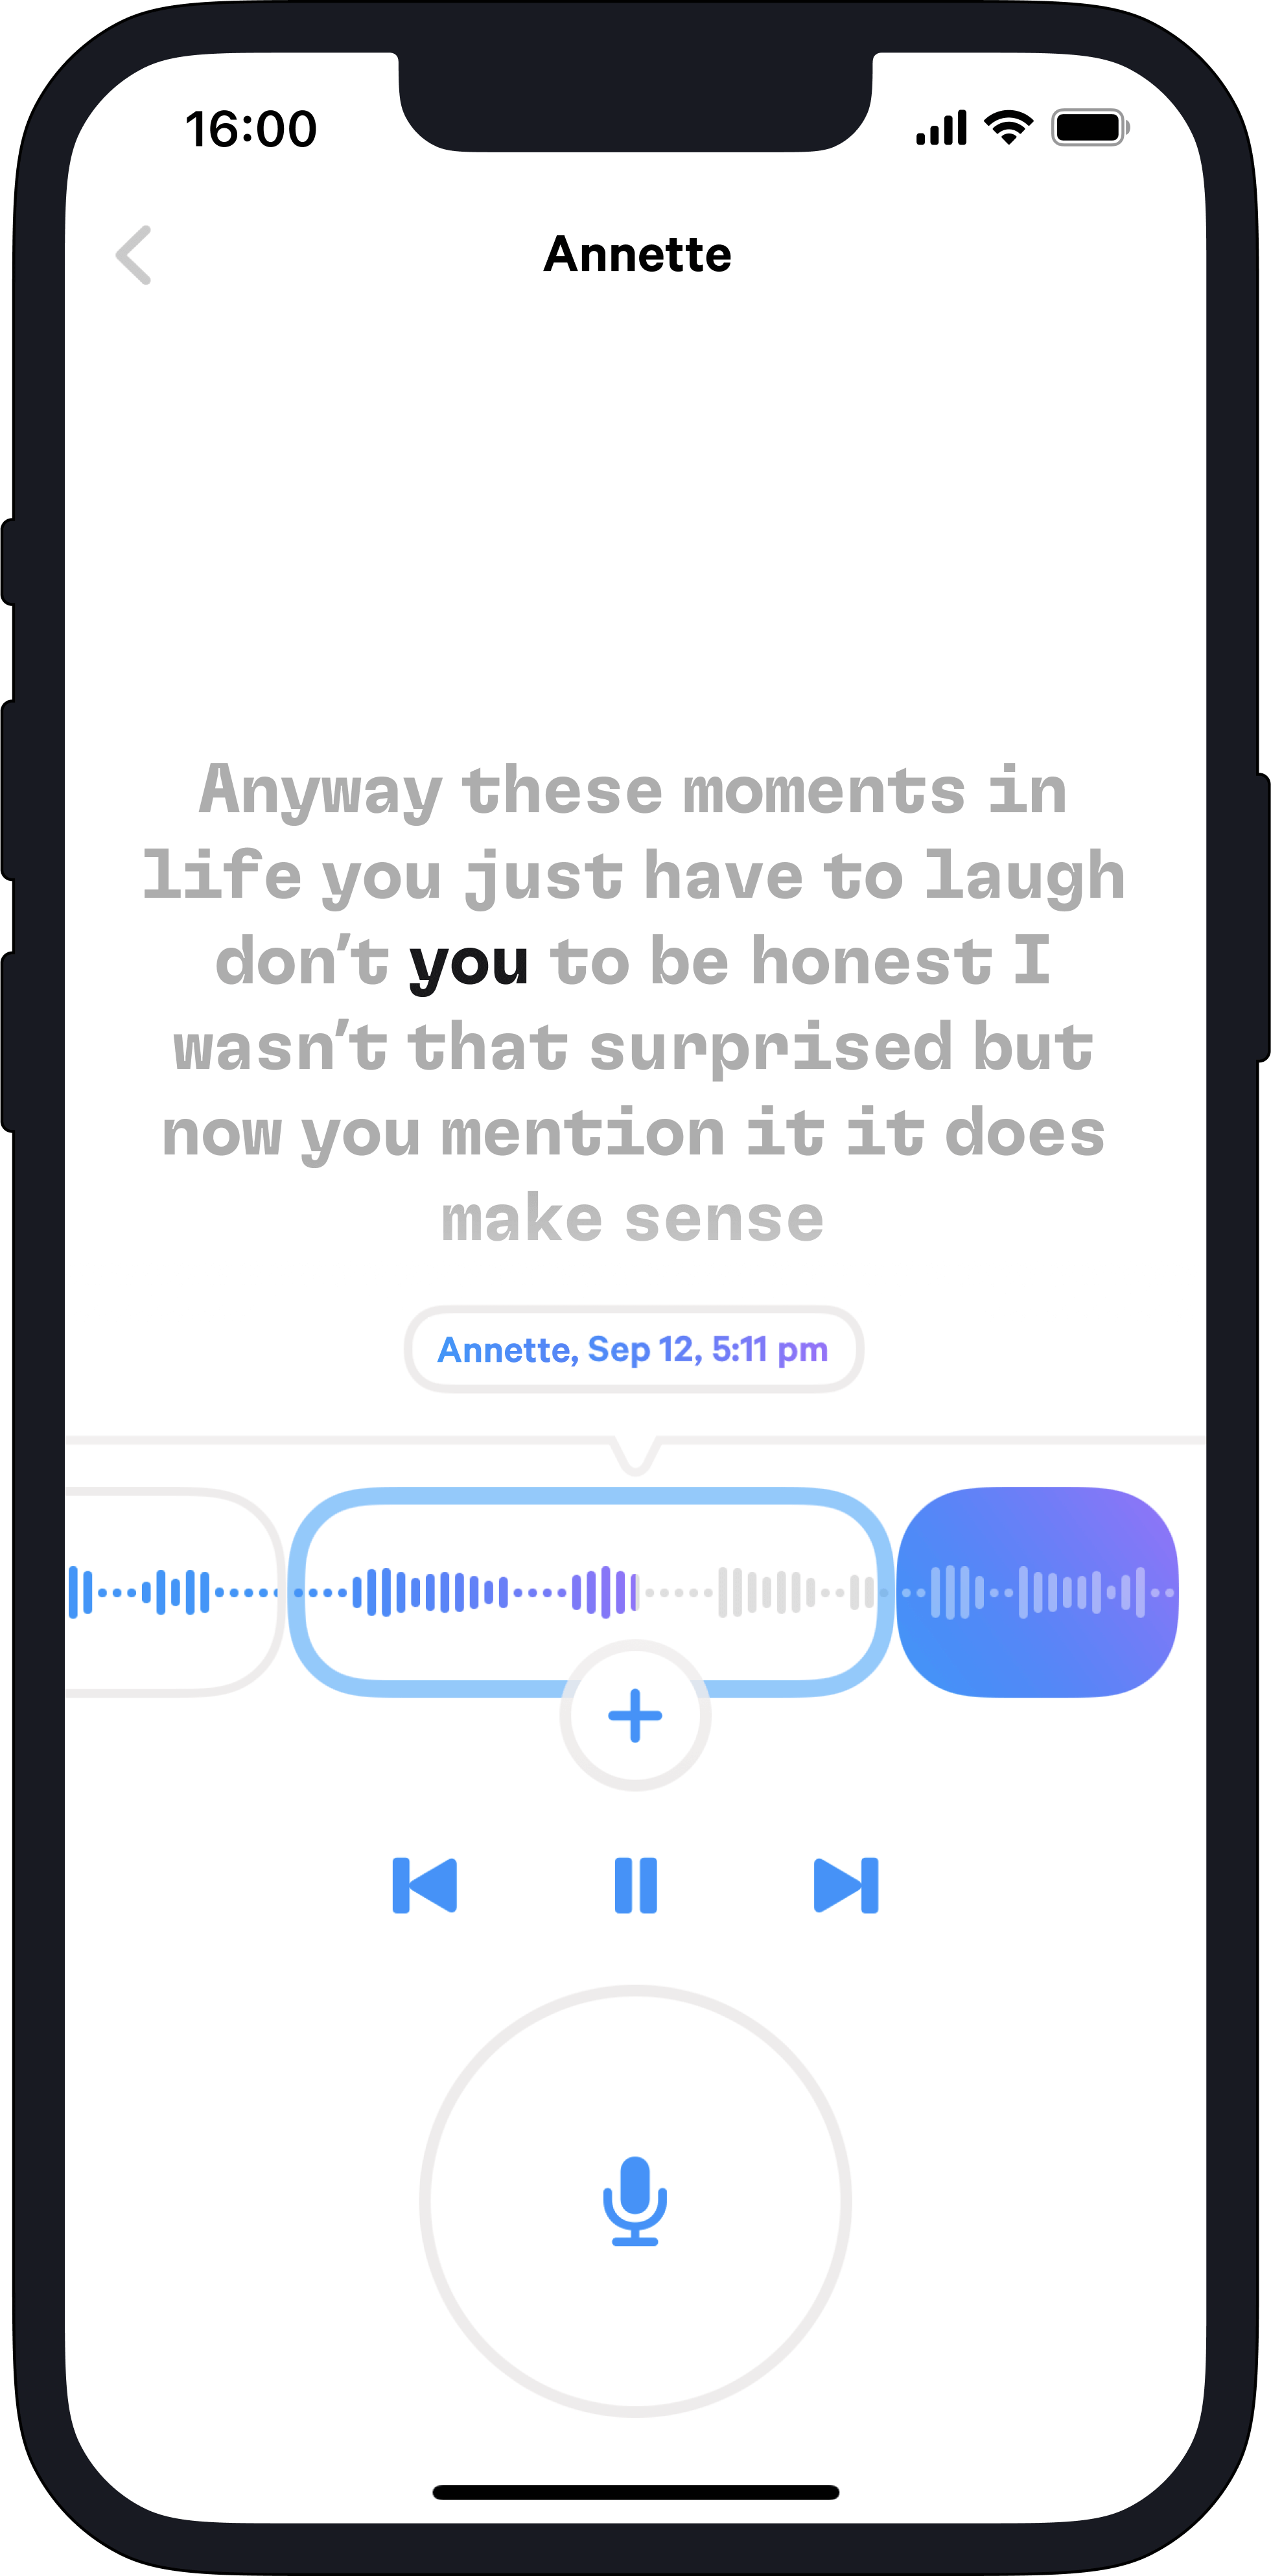 16:00
Annette
Anyway these moments in
life you just have to laugh
don’t you to be honest I
wasn’t that surprised but
now you mention it it does
make sense
Annette, Sep 12, 5:11 pm